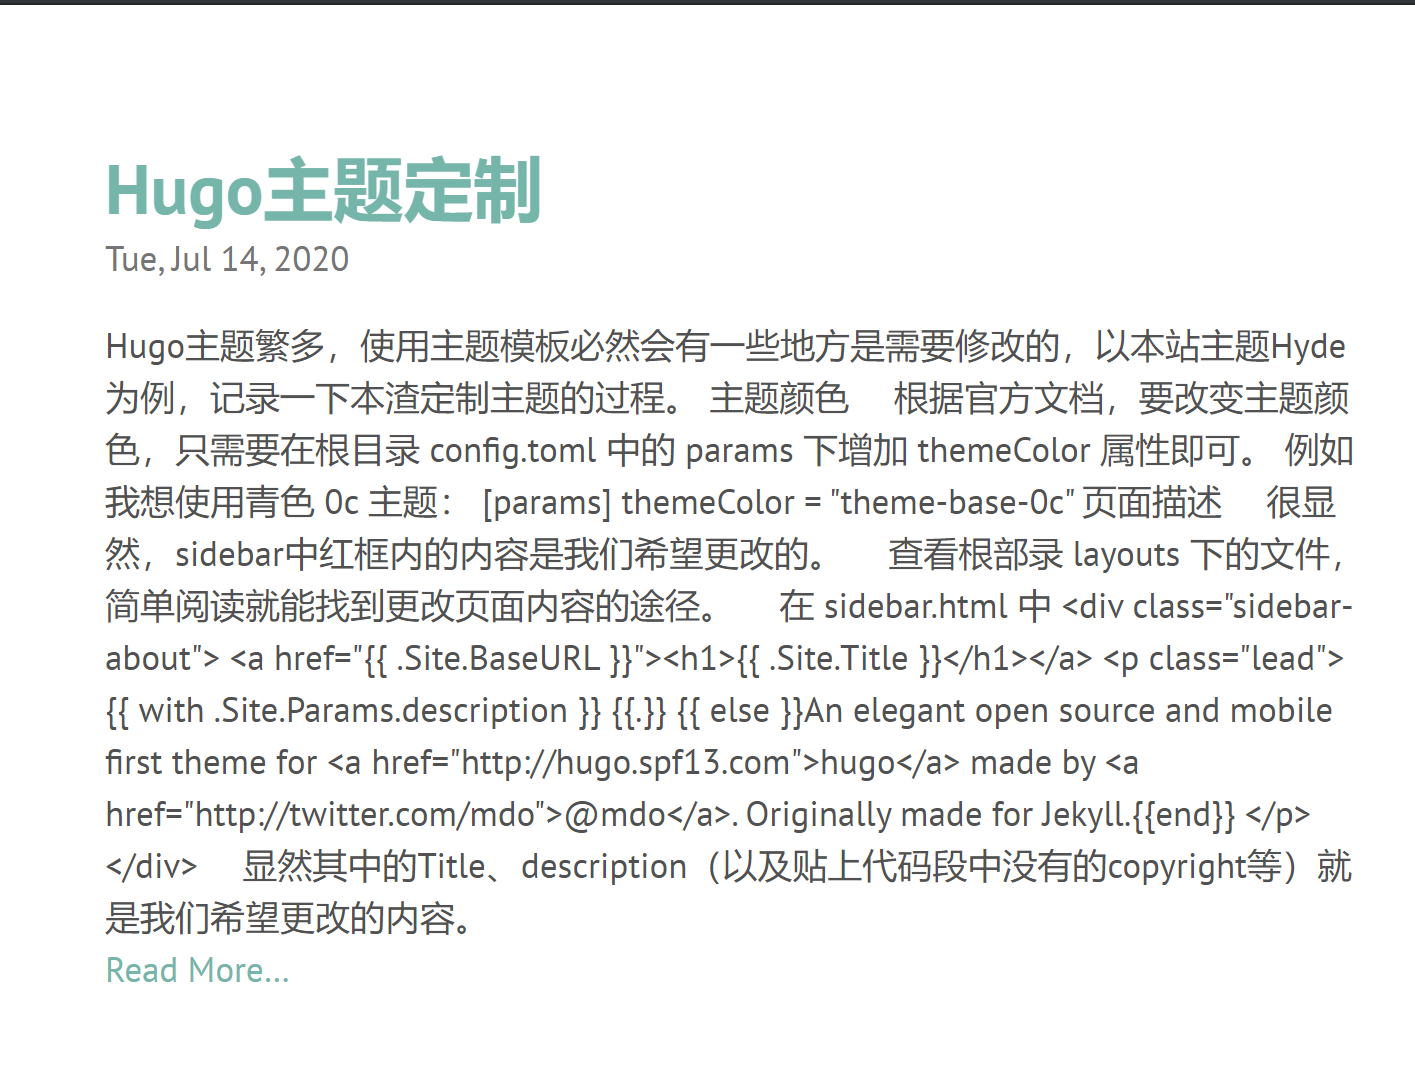 Hugo主题定制
Tue, Jul 14, 2020
Hugo主题繁多，使用主题模板必然会有一些地方是需要修改的，以本站主题Hyde
为例，记录一下本渣定制主题的过程。 主题颜色　 根据官方文档，要改变主题颜
色，只需要在根目录 config.toml 中的 params 下增加 themeColor 属性即可。 例如
我想使用青色 0c 主题： [params] themeColor = "theme-base-0c" 页面描述　 很显
然，sidebar中红框内的内容是我们希望更改的。　 查看根部录 layouts 下的文件，
简单阅读就能找到更改页面内容的途径。　 在 sidebar.html 中 <div class="sidebar-
about"> <a href="{{ .Site.BaseURL }}"><h1>{{ .Site.Title }}</h1></a> <p class="lead">
{{ with .Site.Params.description }} {{.}} {{ else }}An elegant open source and mobile
first theme for <a href="http://hugo.spf13.com">hugo</a> made by <a
href="http://twitter.com/mdo">@mdo</a>. Originally made for Jekyll.{{end}} </p>
</div>　 显然其中的Title、description（以及贴上代码段中没有的copyright等）就
是我们希望更改的内容。
Read More…